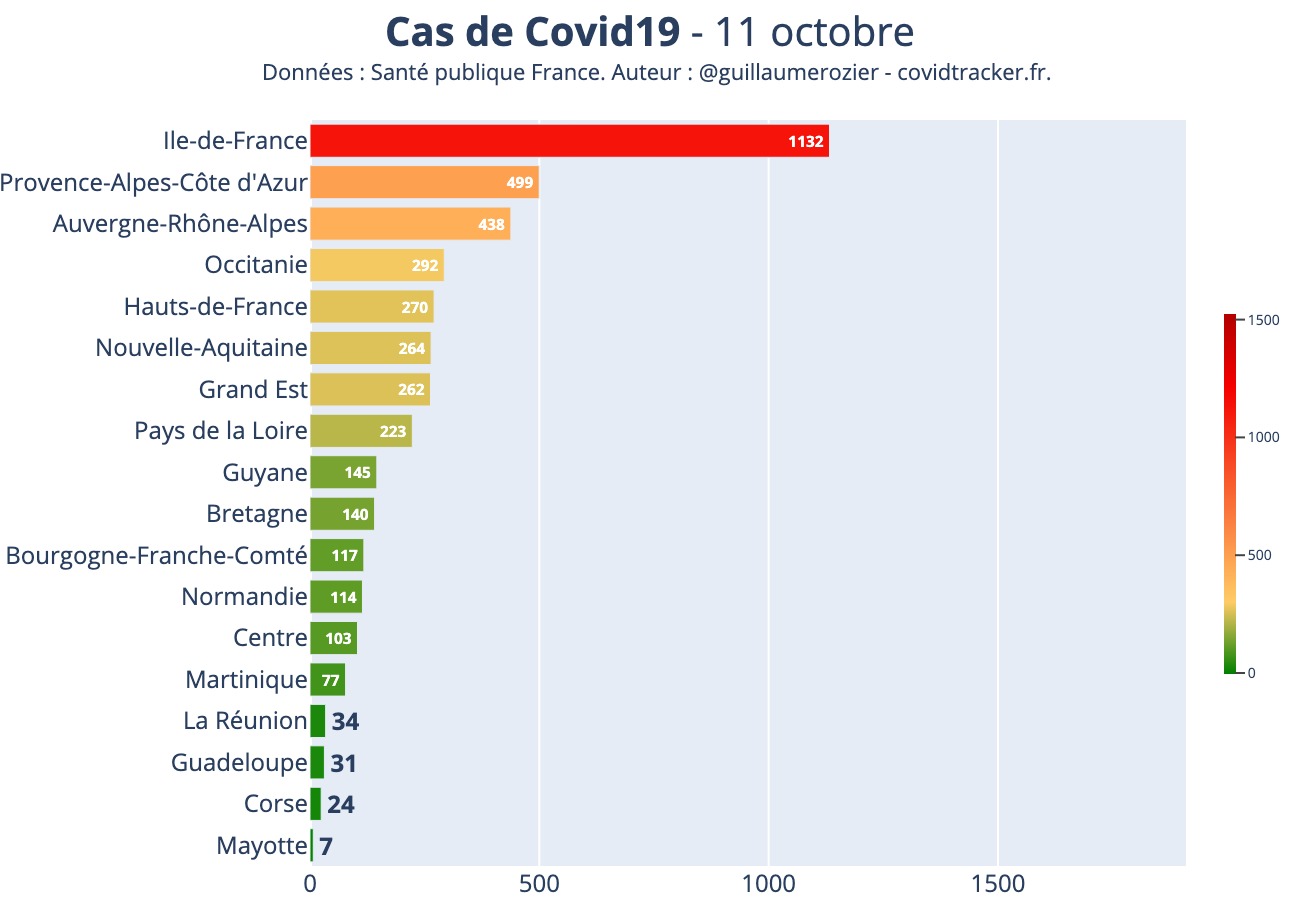 Cas de Covid19 - 11 octobre
Données : Santé publique France. Auteur : @guillaumerozier - covidtracker.fr.
Ile-de-France 1132
Provence-Alpes-Côte d'Azur 499
Auvergne-Rhône-Alpes 438
Occitanie 292
Hauts-de-France 270
Nouvelle-Aquitaine 264
Grand Est 262
Pays de la Loire 223
Guyane 145
Bretagne 140
Bourgogne-Franche-Comté 117
Normandie 114
Centre 103
Martinique 77
La Réunion 34
Guadeloupe 31
Corse 24
Mayotte 7
0 500 1000 1500
1500
1000
500
0